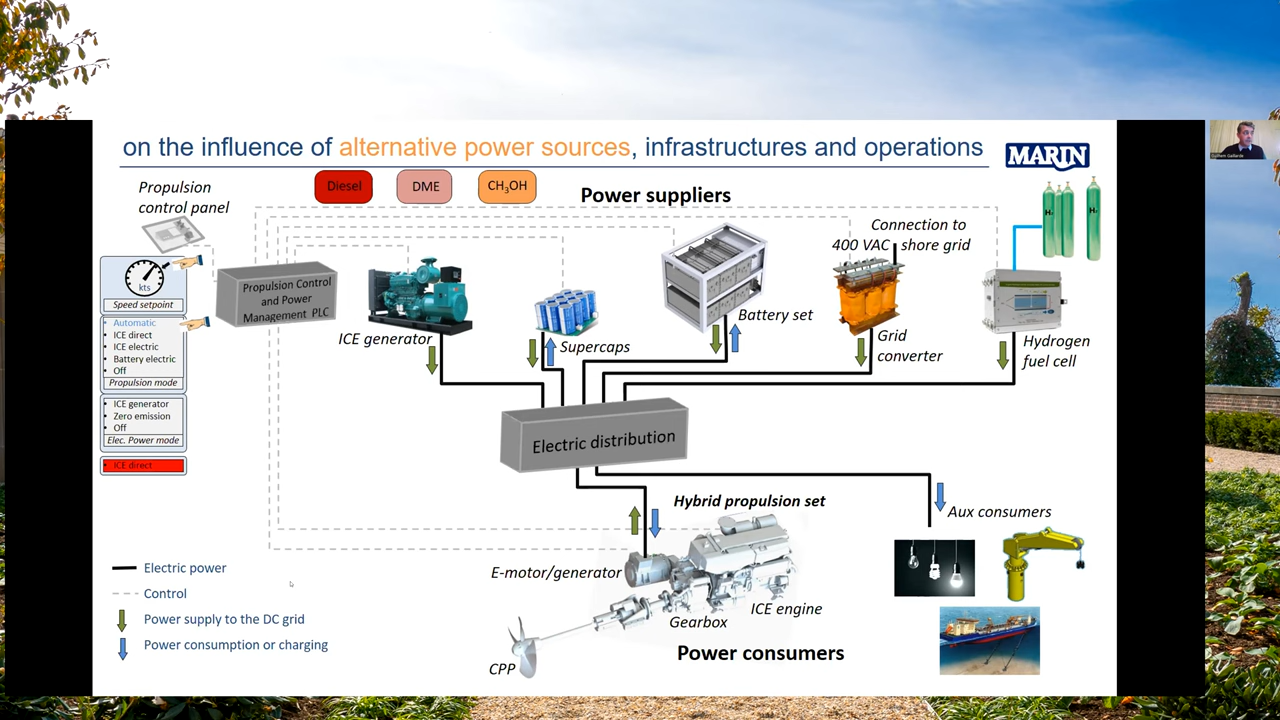 on the influence of alternative power sources, infrastructures and operations
MARIN
Propulsion
control panel
Diesel
DME
CH3OH
Power suppliers
Connection to
400 VAC shore grid
H2
H2
kts
Speed setpoint
Automatic
ICE direct
ICE electric
Battery electric
Off
Propulsion mode
ICE generator
Zero emission
Off
Elec. Power mode
ICE direct
Propulsion Control
and Power
Management PLC
ICE generator
Supercaps
Battery set
Grid
converter
Hydrogen
fuel cell
Electric distribution
Hybrid propulsion set
Aux consumers
E-motor/generator
ICE engine
Gearbox
CPP
Power consumers
Electric power
Control
Power supply to the DC grid
Power consumption or charging